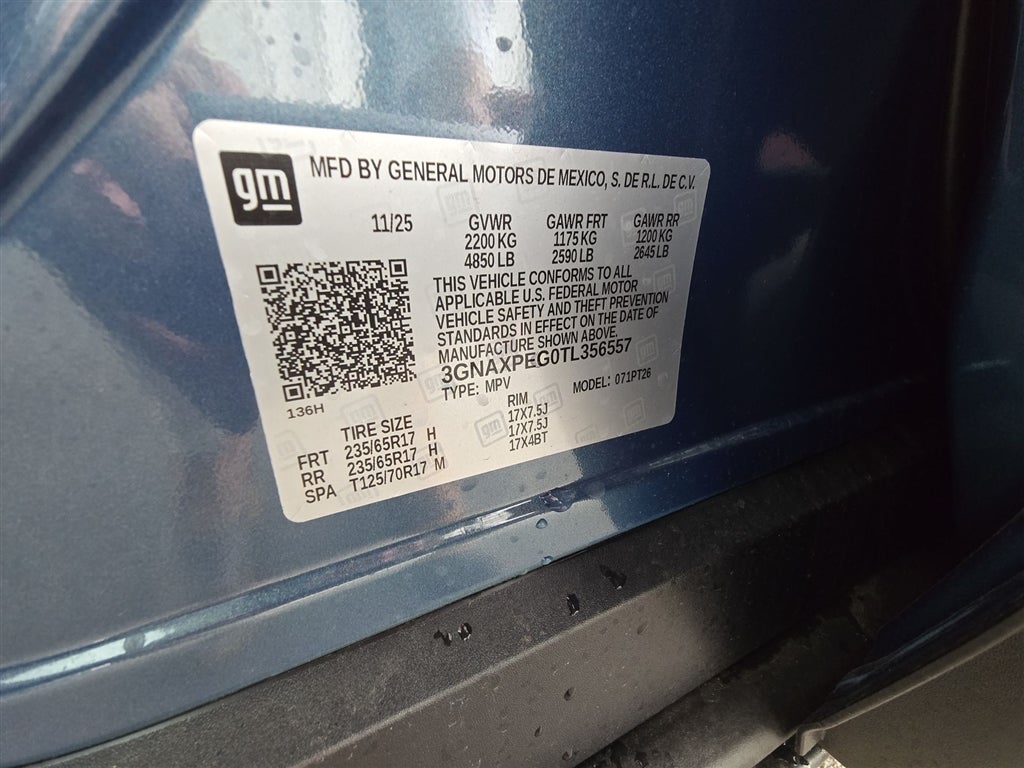 gm
MFD BY GENERAL MOTORS DE MEXICO, S. DE R.L. DE C.V.
11/25 GVWR GAWR FRT GAWR RR
2200 KG 1175 KG 1200 KG
4850 LB 2590 LB 2645 LB
THIS VEHICLE CONFORMS TO ALL
APPLICABLE U.S. FEDERAL MOTOR
VEHICLE SAFETY AND THEFT PREVENTION
STANDARDS IN EFFECT ON THE DATE OF
MANUFACTURE SHOWN ABOVE.
3GNAXPEG0TL356557
TYPE: MPV MODEL: 071PT26
136H
TIRE SIZE RIM
FRT 235/65R17 H 17X7.5J
RR 235/65R17 H 17X7.5J
SPA T125/70R17 M 17X4BT